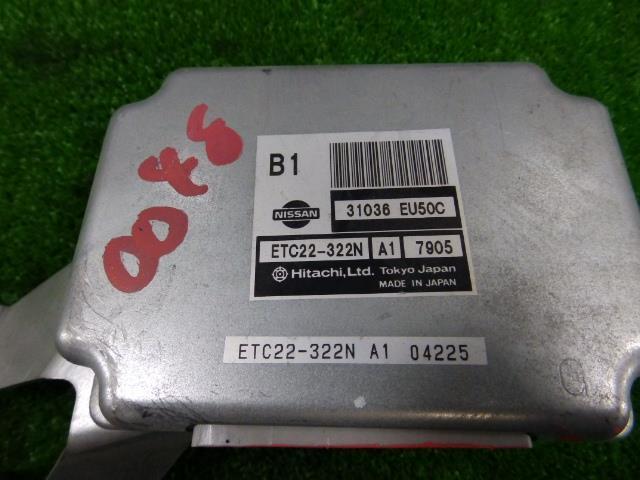 B1
NISSAN
31036 EU50C
ETC22-322N A1 7905
Hitachi,Ltd. Tokyo Japan
MADE IN JAPAN
ETC22-322N A1 04225
G